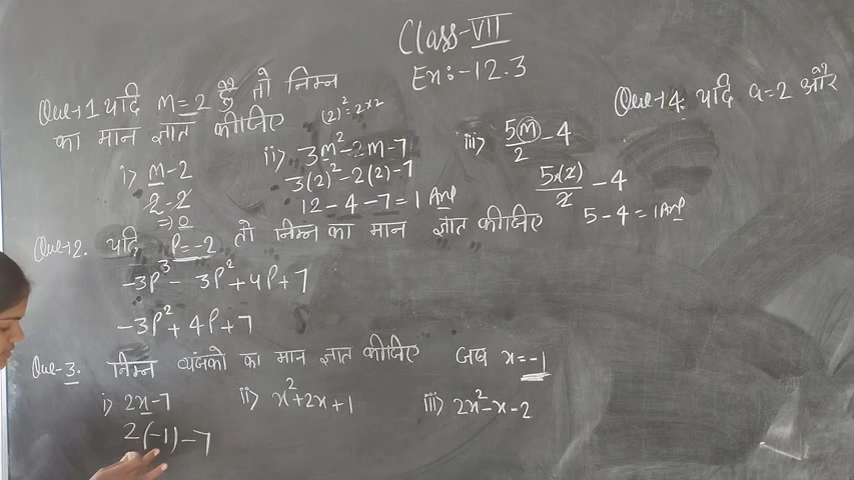 Class-VII
Ex:-12.3
Que→1 यदि m=2 है तो निम्न
का मान ज्ञात कीजिए
i> m-2
2-2
⇒0
(2)²=2×2
ii> 3m²-2m-7
3(2)²-2(2)-7
12-4-7=1 Ans
iii> 5(m)/2 -4
5×(2)/2 -4
5-4=1 Ans
Que→4. यदि a=2 और
Que→2. यदि P=-2 तो निम्न का मान ज्ञात कीजिए
-3P³-3P²+4P+7
-3P²+4P+7
Que-3. निम्न व्यंजको का मान ज्ञात कीजिए जब x=-1
i> 2x-7
2(-1)-7
ii> x²+2x+1
iii> 2x²-x-2